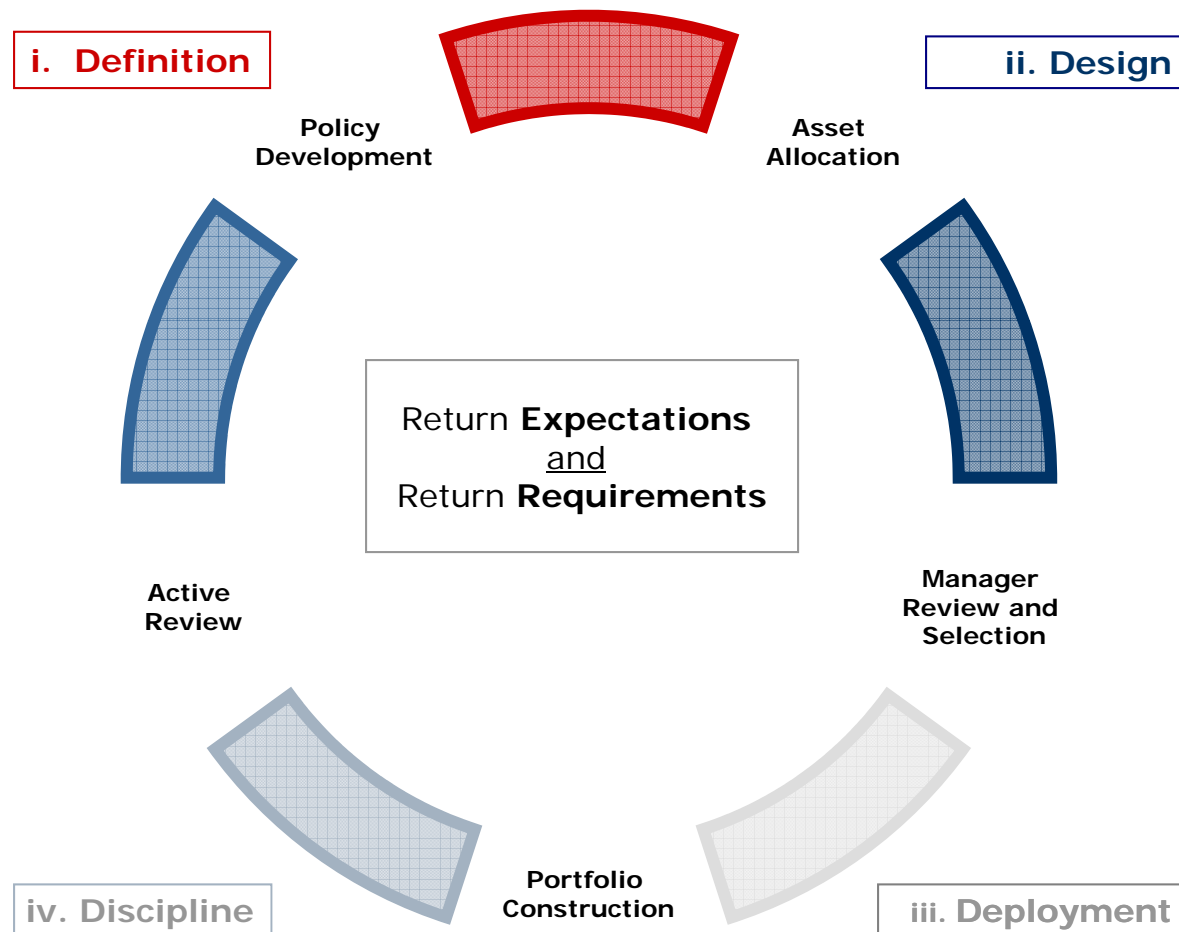 i. Definition
ii. Design
Policy
Development
Asset
Allocation
Return Expectations
and
Return Requirements
Active
Review
Manager
Review and
Selection
Portfolio
Construction
iv. Discipline
iii. Deployment